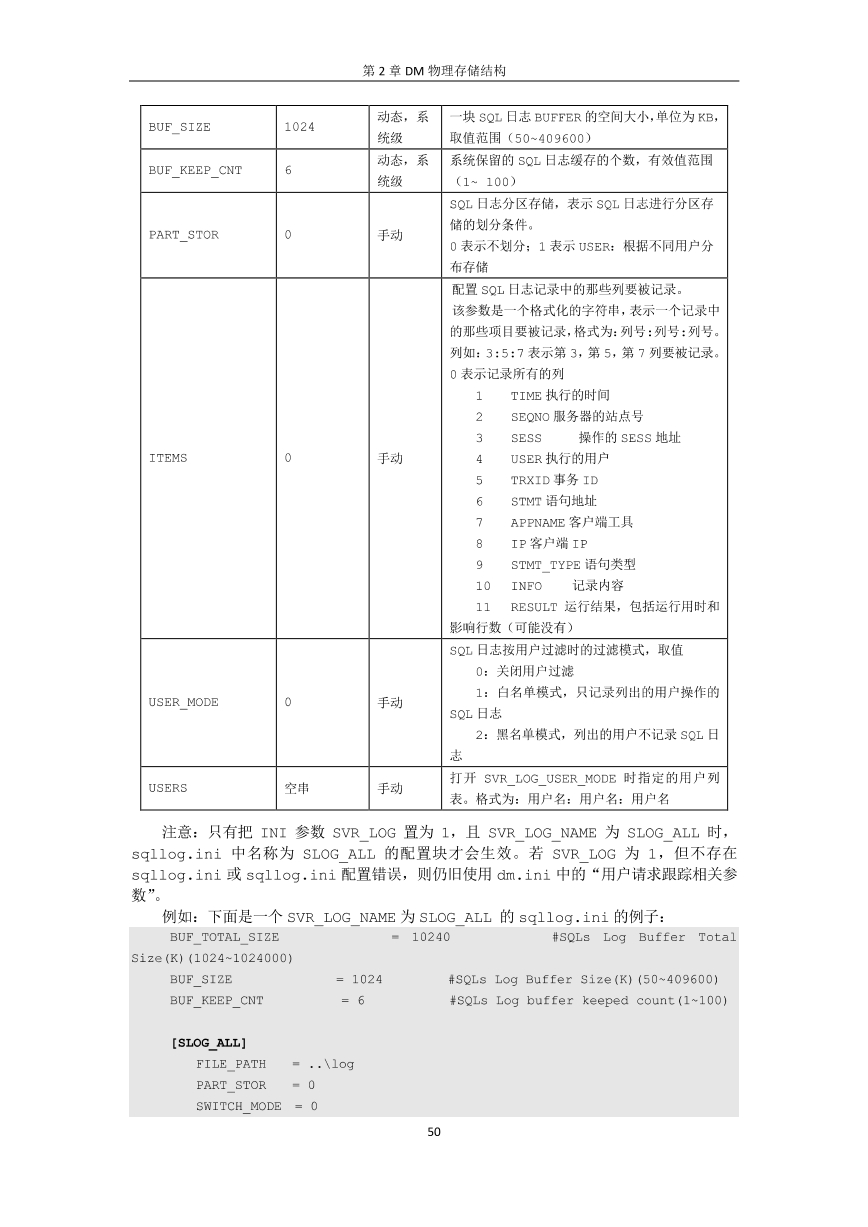 第 2 章 DM 物理存储结构
BUF_SIZE 1024 动态，系统级 一块 SQL 日志 BUFFER 的空间大小，单位为 KB，
取值范围（50~409600）
BUF_KEEP_CNT 6 动态，系统级 系统保留的 SQL 日志缓存的个数，有效值范围
（1~ 100）
PART_STOR 0 手动 SQL 日志分区存储，表示 SQL 日志进行分区存
储的划分条件。
0 表示不划分；1 表示 USER：根据不同用户分
布存储
ITEMS 0 手动 配置 SQL 日志记录中的那些列要被记录。
该参数是一个格式化的字符串，表示一个记录中
的那些项目要被记录，格式为：列号:列号:列号。
列如：3:5:7 表示第 3，第 5，第 7 列要被记录。
0 表示记录所有的列
1 TIME 执行的时间
2 SEQNO 服务器的站点号
3 SESS 操作的 SESS 地址
4 USER 执行的用户
5 TRXID 事务 ID
6 STMT 语句地址
7 APPNAME 客户端工具
8 IP 客户端 IP
9 STMT_TYPE 语句类型
10 INFO 记录内容
11 RESULT 运行结果，包括运行用时和
影响行数（可能没有）
USER_MODE 0 手动 SQL 日志按用户过滤时的过滤模式，取值
0：关闭用户过滤
1：白名单模式，只记录列出的用户操作的
SQL 日志
2：黑名单模式，列出的用户不记录 SQL 日
志
USERS 空串 手动 打开 SVR_LOG_USER_MODE 时指定的用户列
表。格式为：用户名：用户名：用户名
注意：只有把 INI 参数 SVR_LOG 置为 1，且 SVR_LOG_NAME 为 SLOG_ALL 时，
sqllog.ini 中名称为 SLOG_ALL 的配置块才会生效。若 SVR_LOG 为 1，但不存在
sqllog.ini 或 sqllog.ini 配置错误，则仍旧使用 dm.ini 中的“用户请求跟踪相关参
数”。
例如：下面是一个 SVR_LOG_NAME 为 SLOG_ALL 的 sqllog.ini 的例子：
BUF_TOTAL_SIZE = 10240 #SQLs Log Buffer Total
Size(K)(1024~1024000)
BUF_SIZE = 1024 #SQLs Log Buffer Size(K)(50~409600)
BUF_KEEP_CNT = 6 #SQLs Log buffer keeped count(1~100)
[SLOG_ALL]
FILE_PATH = ..\log
PART_STOR = 0
SWITCH_MODE = 0
50